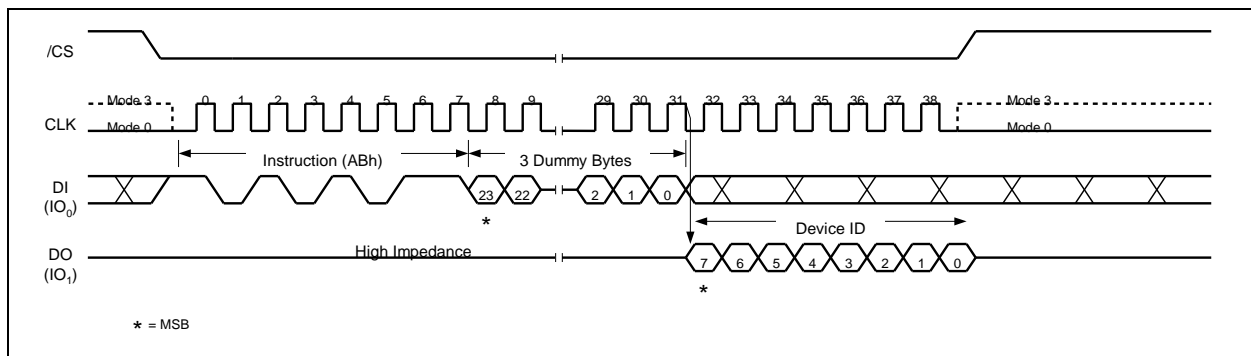 /CS
Mode 3 0 1 2 3 4 5 6 7 8 9 29 30 31 32 33 34 35 36 37 38 Mode 3
CLK Mode 0 Mode 0
Instruction (ABh) 3 Dummy Bytes
DI
(IO0)
23 22 2 1 0
*
Device ID
DO
(IO1)
High Impedance
7 6 5 4 3 2 1 0
*
* = MSB